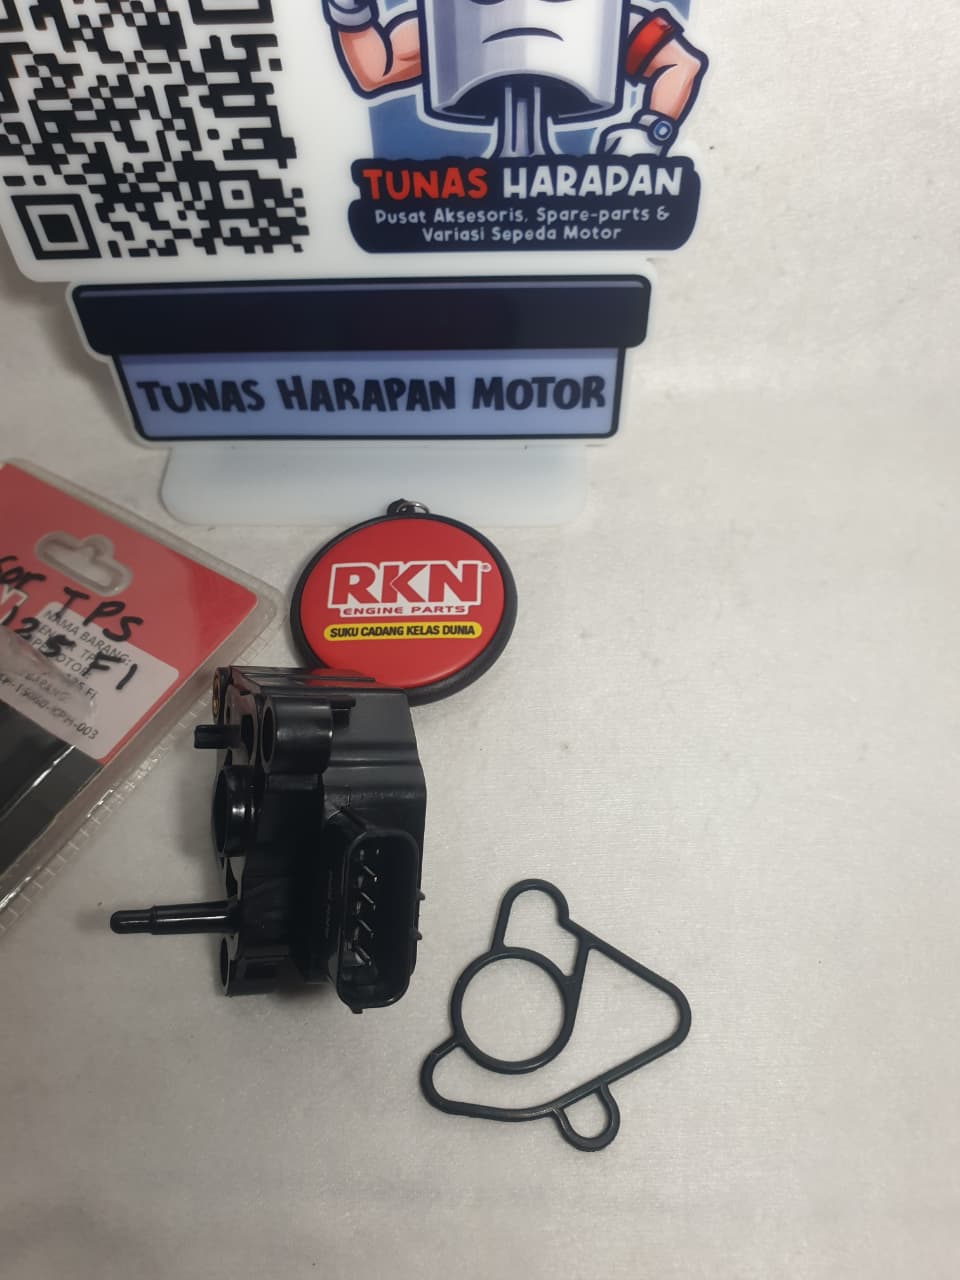 TUNAS HARAPAN
Pusat Aksesoris, Spare-parts &
Variasi Sepeda Motor
TUNAS HARAPAN MOTOR
RKN®
ENGINE PARTS
SUKU CADANG KELAS DUNIA
TPS
125 F1
NAMA BARANG: